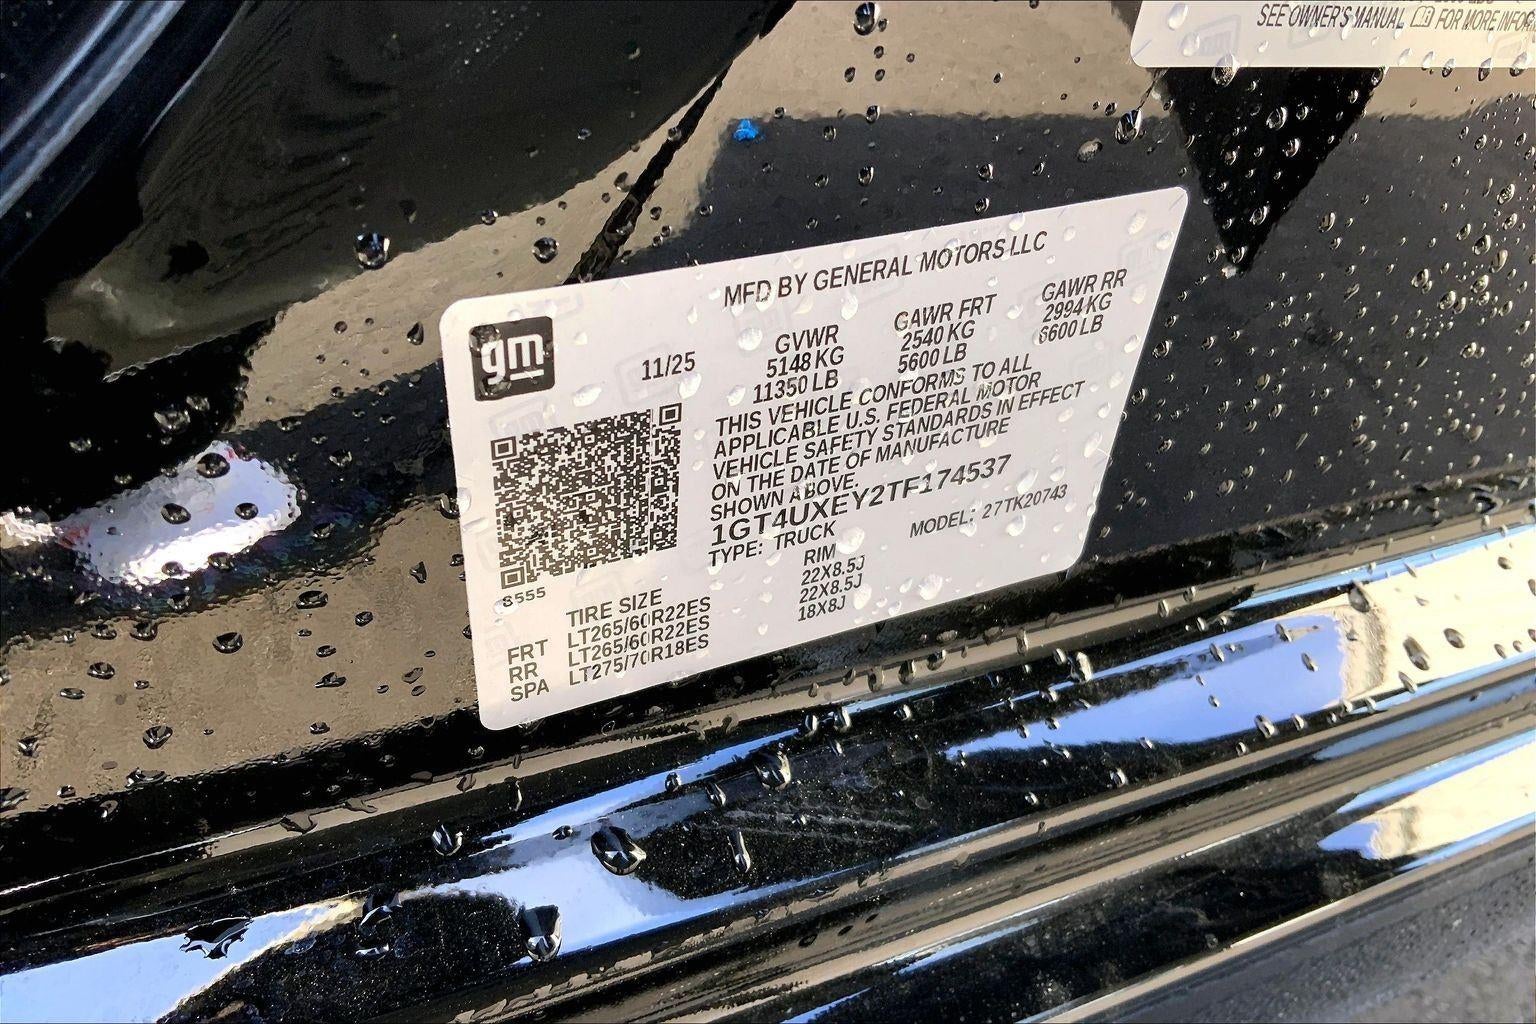 SEE OWNER'S MANUAL FOR MORE
MFD BY GENERAL MOTORS LLC
gm
11/25
GVWR
5148 KG
11350 LB
GAWR FRT
2540 KG
5600 LB
GAWR RR
2994 KG
6600 LB
THIS VEHICLE CONFORMS TO ALL
APPLICABLE U.S. FEDERAL MOTOR
VEHICLE SAFETY STANDARDS IN EFFECT
ON THE DATE OF MANUFACTURE
SHOWN ABOVE.
1GT4UXEY2TF174537
TYPE: TRUCK MODEL: 27TK20743
8555
TIRE SIZE RIM
FRT LT265/60R22ES 22X8.5J
RR LT265/60R22ES 22X8.5J
SPA LT275/70R18ES 18X8J